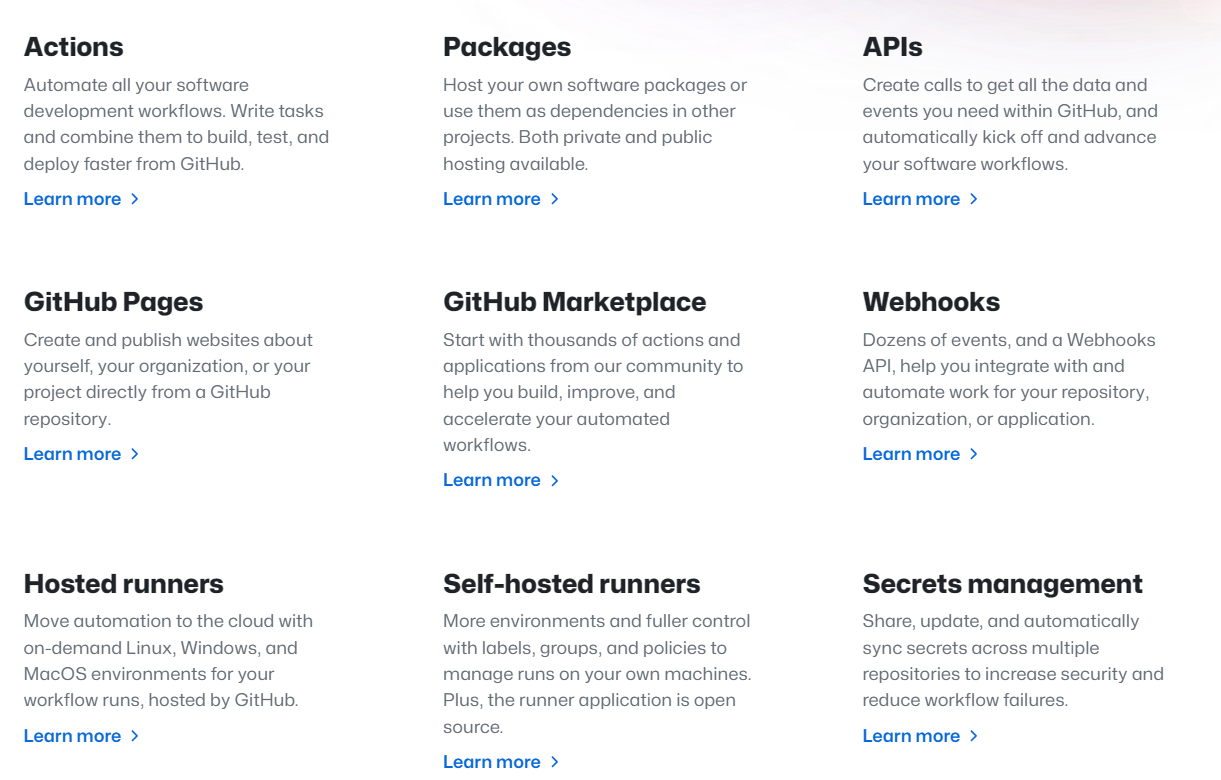 Actions
Automate all your software
development workflows. Write tasks
and combine them to build, test, and
deploy faster from GitHub.
Learn more
Packages
Host your own software packages or
use them as dependencies in other
projects. Both private and public
hosting available.
Learn more
APIs
Create calls to get all the data and
events you need within GitHub, and
automatically kick off and advance
your software workflows.
Learn more
GitHub Pages
Create and publish websites about
yourself, your organization, or your
project directly from a GitHub
repository.
Learn more
GitHub Marketplace
Start with thousands of actions and
applications from our community to
help you build, improve, and
accelerate your automated
workflows.
Learn more
Webhooks
Dozens of events, and a Webhooks
API, help you integrate with and
automate work for your repository,
organization, or application.
Learn more
Hosted runners
Move automation to the cloud with
on-demand Linux, Windows, and
MacOS environments for your
workflow runs, hosted by GitHub.
Learn more
Self-hosted runners
More environments and fuller control
with labels, groups, and policies to
manage runs on your own machines.
Plus, the runner application is open
source.
Learn more
Secrets management
Share, update, and automatically
sync secrets across multiple
repositories to increase security and
reduce workflow failures.
Learn more